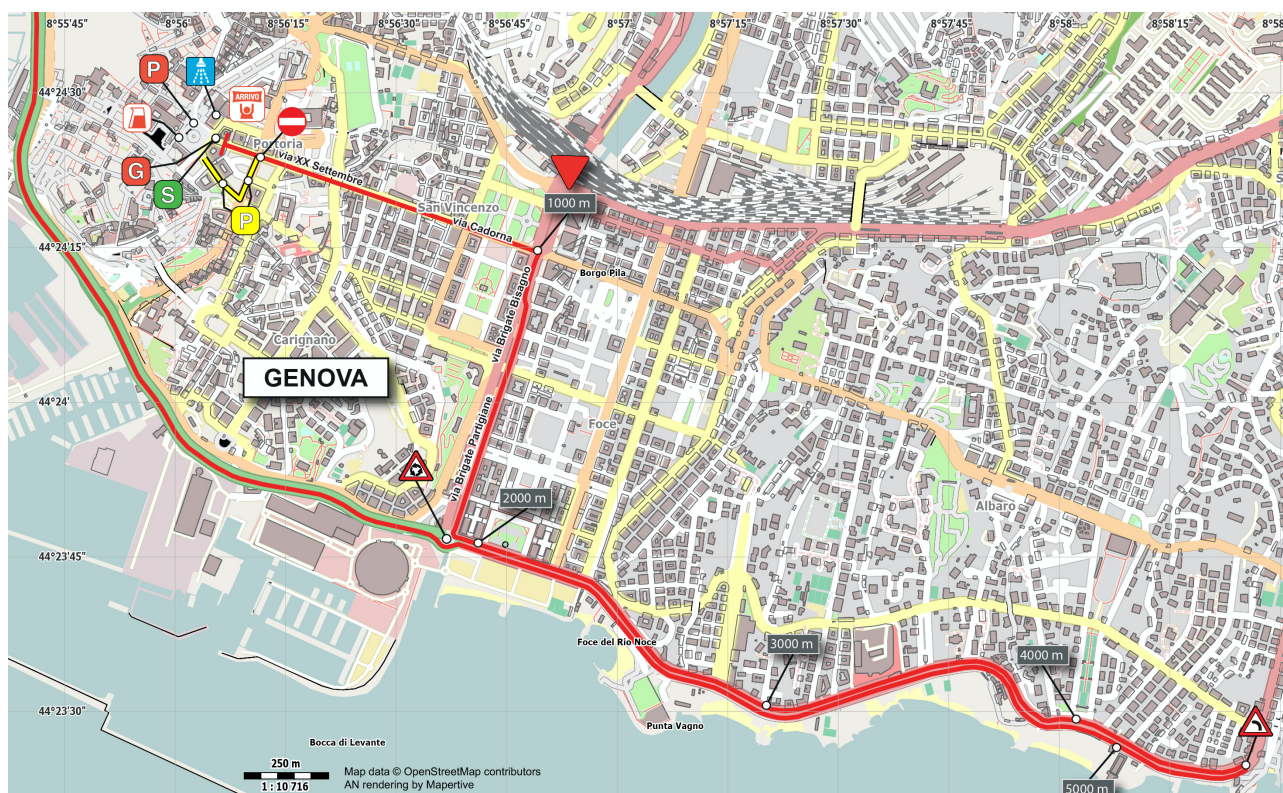 8°55'45"
8°56'
8°56'15"
8°56'30"
8°56'45"
8°57'
8°57'15"
8°57'30"
8°57'45"
8°58'
8°58'15"
P
44°24'30"
ARRIVO
Portoria
G
via XX Settembre
S
P
San Vincenzo
1000 m
via Cadorna
44°24'15"
Borgo Pila
via Brigate Bisagno
Carignano
GENOVA
44°24'
via Brigate Partigiane
Foce
2000 m
Albaro
44°23'45"
Foce del Rio Noce
3000 m
4000 m
44°23'30"
Punta Vagno
Bocca di Levante
250 m
1 : 10 716
Map data © OpenStreetMap contributors
AN rendering by Mapertive
5000 m